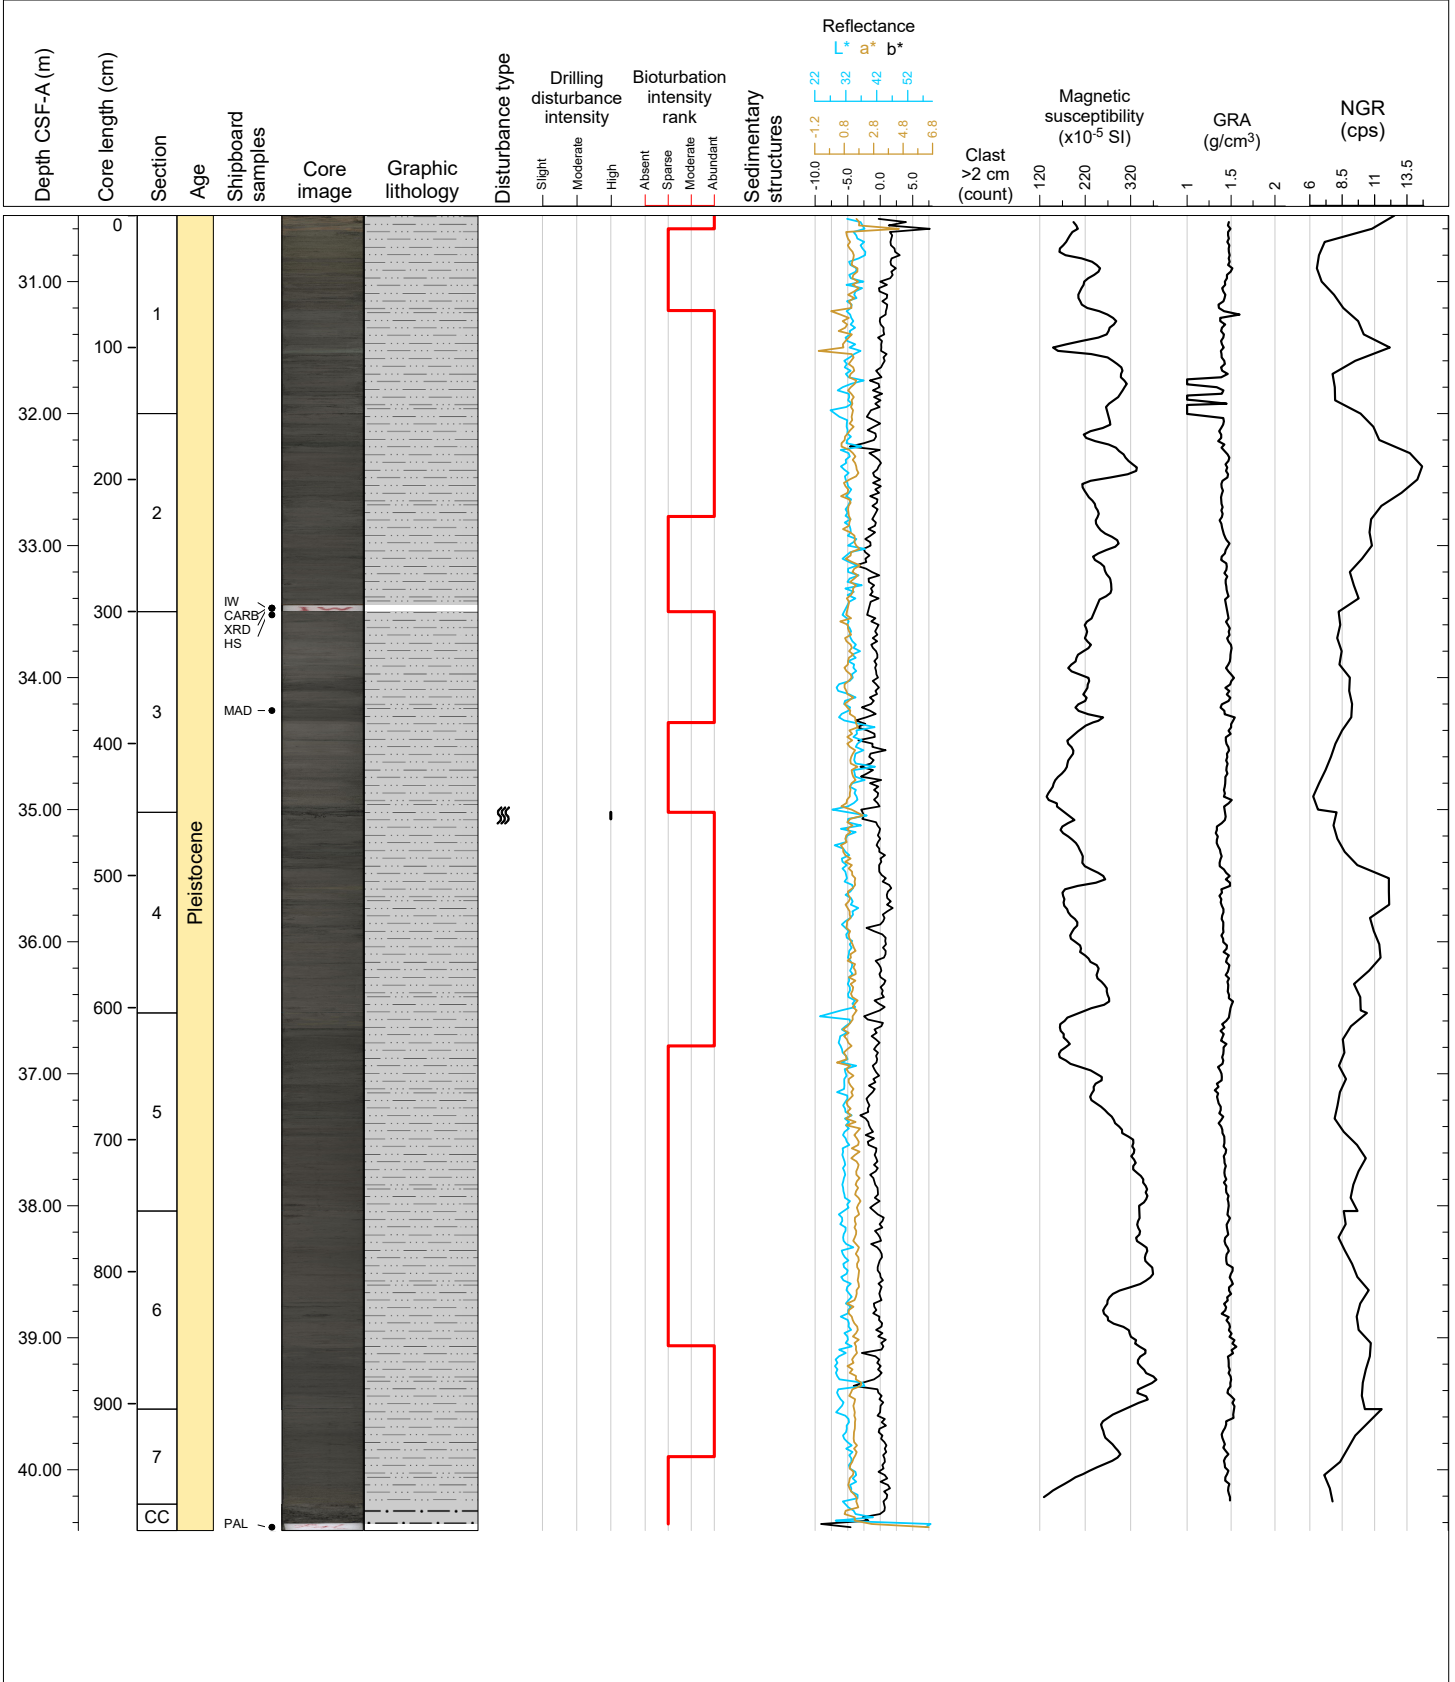 Depth CSF-A (m)
Core length (cm)
Section
Age
Shipboard
samples
Core
image
Graphic
lithology
Disturbance type
Drilling
disturbance
intensity
Slight
Moderate
High
Bioturbation
intensity
rank
Absent
Sparse
Moderate
Abundant
Sedimentary
structures
Reflectance
L* a* b*
22 32 42 52
-1.2 0.8 2.8 4.8 6.8
-10.0 -5.0 0.0 5.0
Clast
>2 cm
(count)
Magnetic
susceptibility
(x10-5 SI)
120 220 320
GRA
(g/cm3)
1 1.5 2
NGR
(cps)
6 8.5 11 13.5
0
31.00
1
100
32.00
200
2
33.00
IW
300
CARB
XRD
HS
34.00
MAD
3
400
35.00
Pleistocene
500
4
36.00
600
37.00
5
700
38.00
800
6
39.00
900
7
40.00
CC
PAL